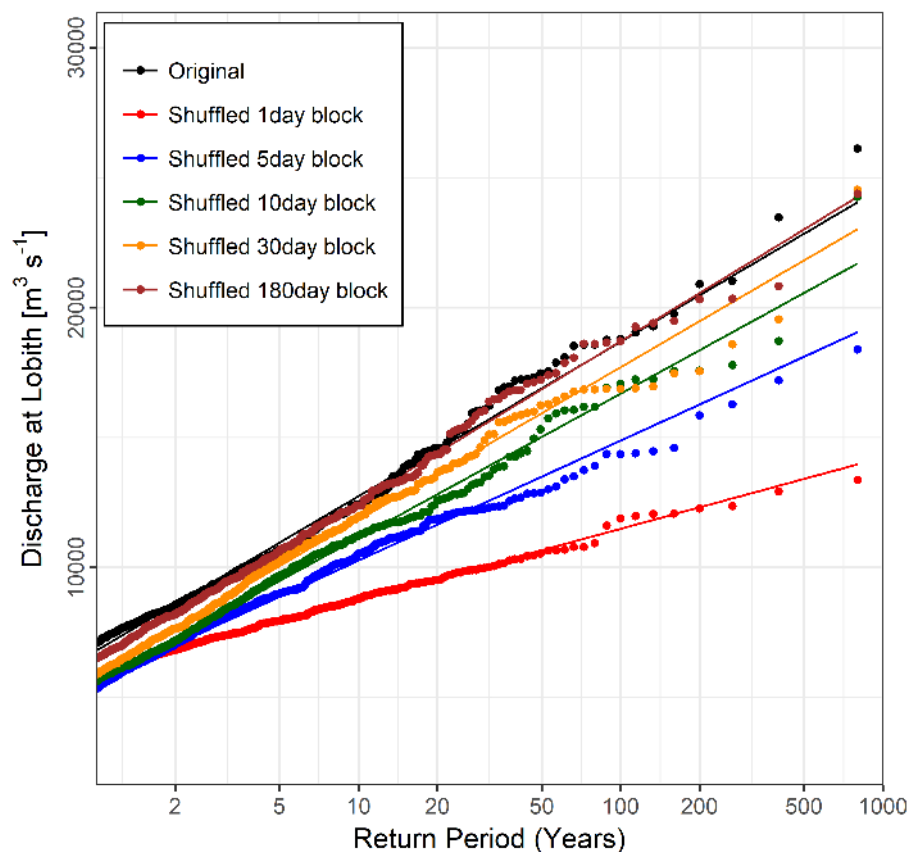 30000
20000
10000
Discharge at Lobith [m³ s⁻¹]
Original
Shuffled 1day block
Shuffled 5day block
Shuffled 10day block
Shuffled 30day block
Shuffled 180day block
2 5 10 20 50 100 200 500 1000
Return Period (Years)